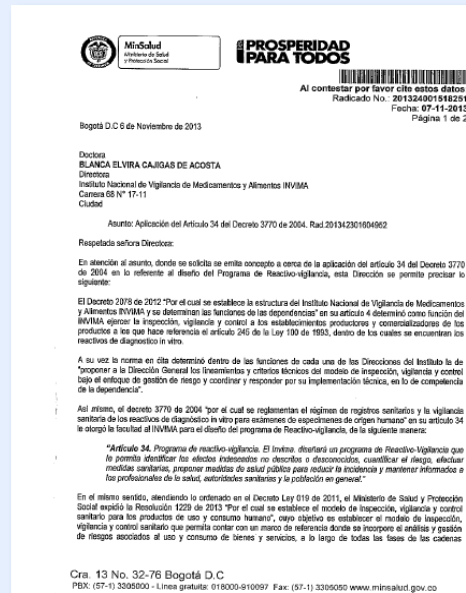 MinSalud
Ministerio de Salud
y Protección Social
PROSPERIDAD
PARA TODOS
Al contestar por favor cite estos datos
Radicado No.: 201324001518251
Fecha: 07-11-2013
Página 1 de 2
Bogotá D.C 6 de Noviembre de 2013
Doctora
BLANCA ELVIRA CAJIGAS DE ACOSTA
Directora
Instituto Nacional de Vigilancia de Medicamentos y Alimentos INVIMA
Carrera 68 N° 17-11
Ciudad
Asunto: Aplicación del Artículo 34 del Decreto 3770 de 2004. Rad.201342301604962
Respetada señora Directora:
En atención al asunto, donde se solicita se emita concepto a cerca de la aplicación del artículo 34 del Decreto 3770
de 2004 en lo referente al diseño del Programa de Reactivo-vigilancia, esta Dirección se permite precisar lo
siguiente:
El Decreto 2078 de 2012 "Por el cual se establece la estructura del Instituto Nacional de Vigilancia de Medicamentos
y Alimentos INVIMA y se determinan las funciones de las dependencias" en su artículo 4 determinó como función del
INVIMA ejercer la inspección, vigilancia y control a los establecimientos productores y comercializadores de los
productos a los que hace referencia el artículo 245 de la Ley 100 de 1993, dentro de los cuales se encuentran los
reactivos de diagnostico in vitro.
A su vez la norma en cita determinó dentro de las funciones de cada una de las Direcciones del Instituto la de
"proponer a la Dirección General los lineamientos y criterios técnicos del modelo de inspección, vigilancia y control
bajo el enfoque de gestión de riesgo y coordinar y responder por su implementación técnica, en lo de competencia
de la dependencia".
Así mismo, el decreto 3770 de 2004 "por el cual se reglamentan el régimen de registros sanitarios y la vigilancia
sanitaria de los reactivos de diagnóstico in vitro para exámenes de especímenes de origen humano" en su artículo 34
le otorgó la facultad al INVIMA para el diseño del programa de Reactivo-vigilancia, de la siguiente manera:
"Artículo 34. Programa de reactivo-vigilancia. El Invima. diseñará un programa de Reactivo-Vigilancia que
le permita identificar los efectos indeseados no descritos o desconocidos, cuantificar el riesgo, efectuar
medidas sanitarias, proponer medidas de salud pública para reducir la incidencia y mantener informados a
los profesionales de la salud, autoridades sanitarias y la población en general."
En el mismo sentido, atendiendo lo ordenado en el Decreto Ley 019 de 2011, el Ministerio de Salud y Protección
Social expidió la Resolución 1229 de 2013 "Por el cual se establece el modelo de inspección, vigilancia y control
sanitario para los productos de uso y consumo humano", cuyo objetivo es establecer el modelo de inspección,
vigilancia y control sanitario que permita contar con un marco de referencia donde se incorpore el análisis y gestión
de riesgos asociados al uso y consumo de bienes y servicios, a lo largo de todas las fases de las cadenas
Cra. 13 No. 32-76 Bogotá D.C
PBX: (57-1) 3305000 - Línea gratuita: 018000-910097 Fax: (57-1) 3305050 www.minsalud.gov.co